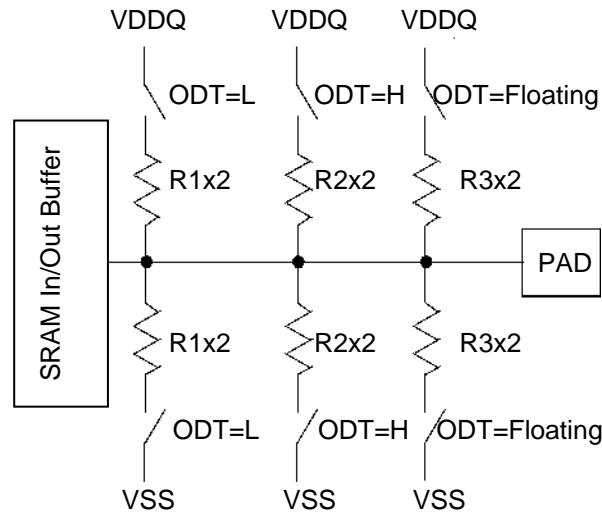 VDDQ VDDQ VDDQ
ODT=L ODT=H ODT=Floating
SRAM In/Out Buffer
R1x2 R2x2 R3x2
PAD
R1x2 R2x2 R3x2
ODT=L ODT=H ODT=Floating
VSS VSS VSS